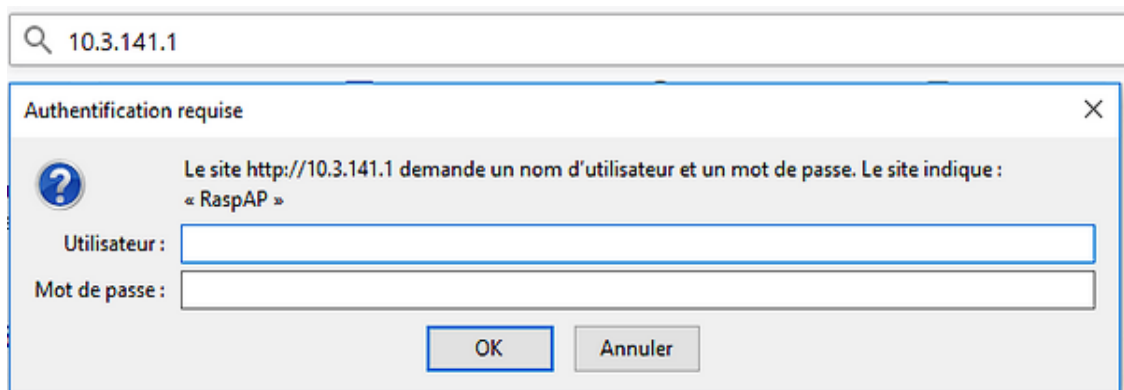 10.3.141.1
Authentification requise
Le site http://10.3.141.1 demande un nom d'utilisateur et un mot de passe. Le site indique :
« RaspAP »
Utilisateur :
Mot de passe :
OK
Annuler